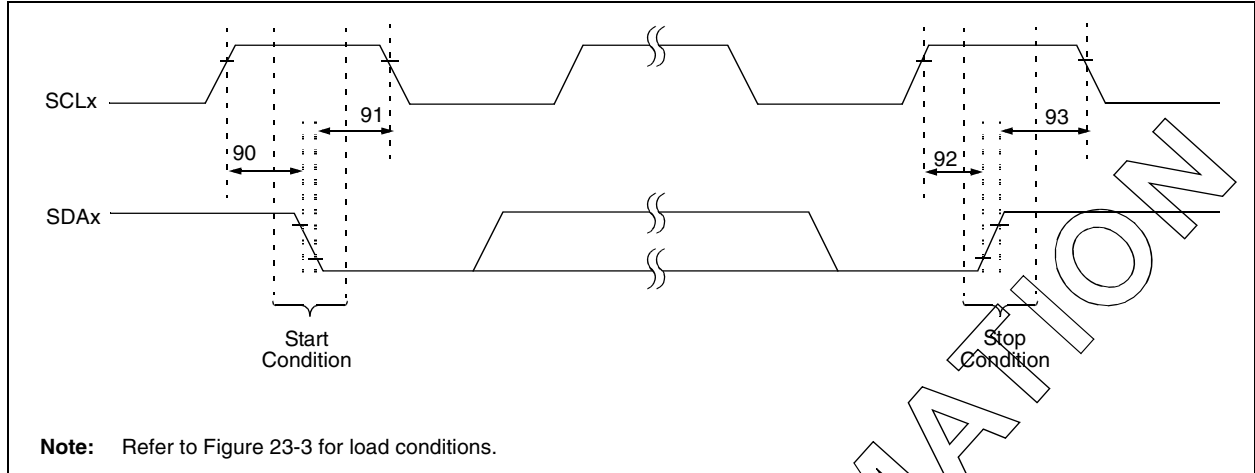 SCLx
91
93
90
92
SDAx
Start
Condition
Stop
Condition
Note: Refer to Figure 23-3 for load conditions.
MATION